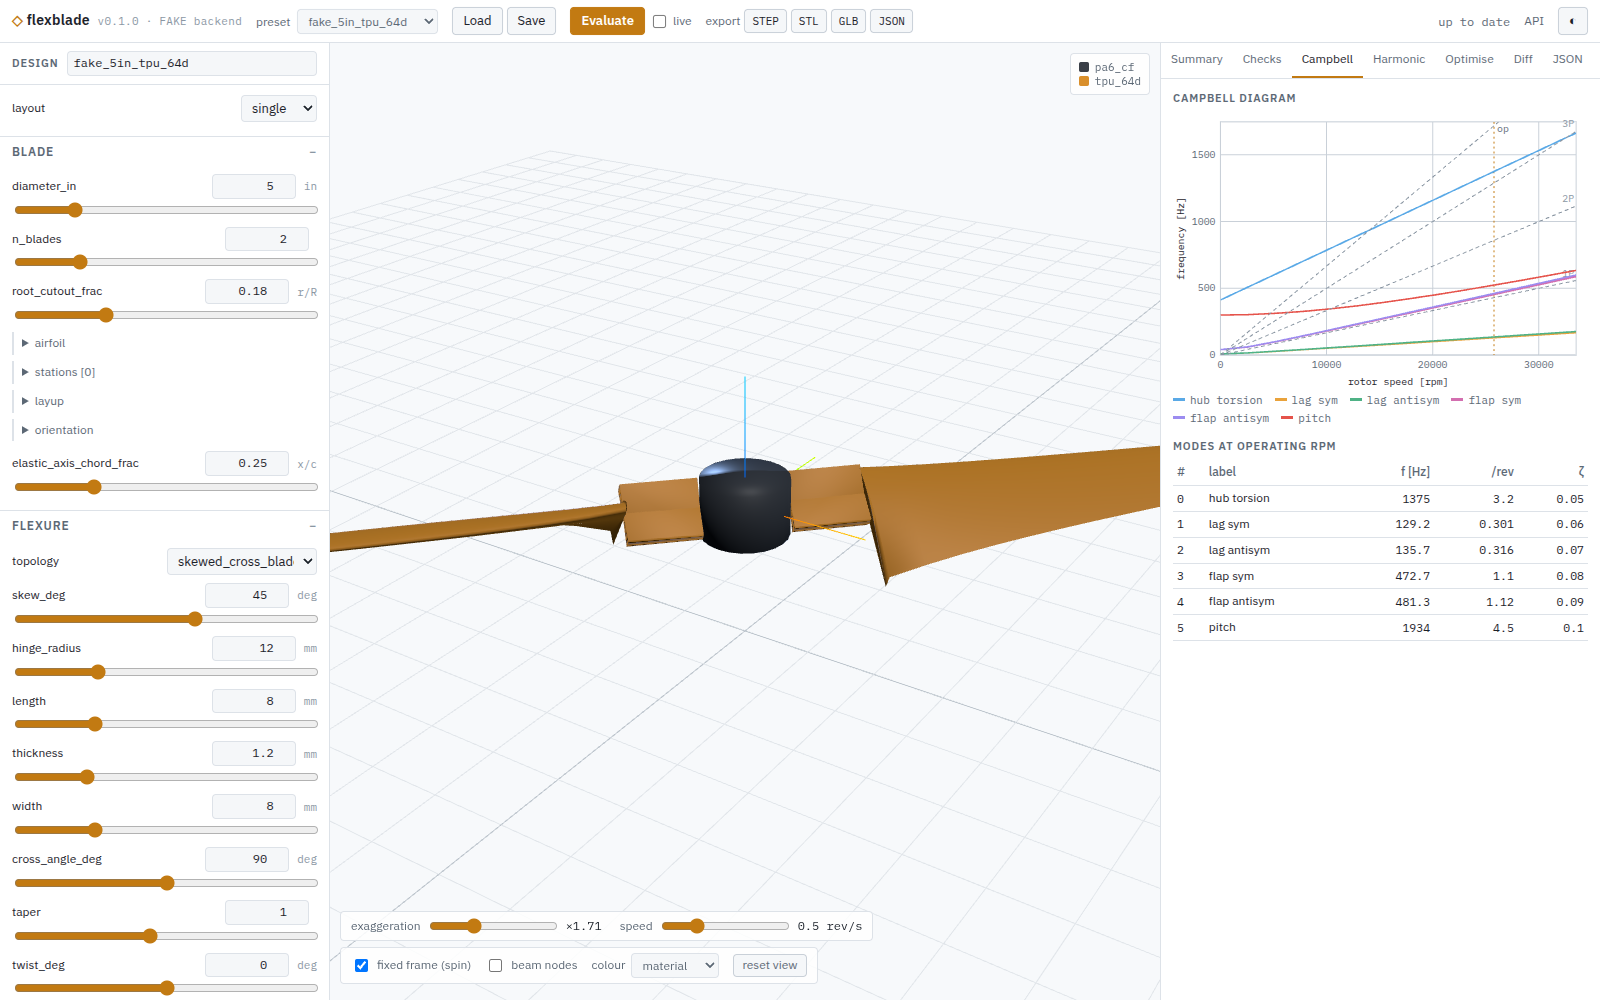 flexblade v0.1.0 · FAKE backend preset fake_5in_tpu_64d Load Save Evaluate live export STEP STL GLB JSON up to date API
DESIGN fake_5in_tpu_64d
layout single
BLADE −
diameter_in 5 in
n_blades 2
root_cutout_frac 0.18 r/R
airfoil
stations [0]
layup
orientation
elastic_axis_chord_frac 0.25 x/c
FLEXURE −
topology skewed_cross_blad
skew_deg 45 deg
hinge_radius 12 mm
length 8 mm
thickness 1.2 mm
width 8 mm
cross_angle_deg 90 deg
taper 1
twist_deg 0 deg
pa6_cf
tpu_64d
exaggeration ×1.71 speed 0.5 rev/s
fixed frame (spin) beam nodes colour material reset view
Summary Checks Campbell Harmonic Optimise Diff JSON
CAMPBELL DIAGRAM
3P
op
1500
2P
1000
frequency [Hz]
1P
500
0
0 10000 20000 30000
rotor speed [rpm]
hub torsion lag sym lag antisym flap sym
flap antisym pitch
MODES AT OPERATING RPM
# label f [Hz] /rev ζ
0 hub torsion 1375 3.2 0.05
1 lag sym 129.2 0.301 0.06
2 lag antisym 135.7 0.316 0.07
3 flap sym 472.7 1.1 0.08
4 flap antisym 481.3 1.12 0.09
5 pitch 1934 4.5 0.1